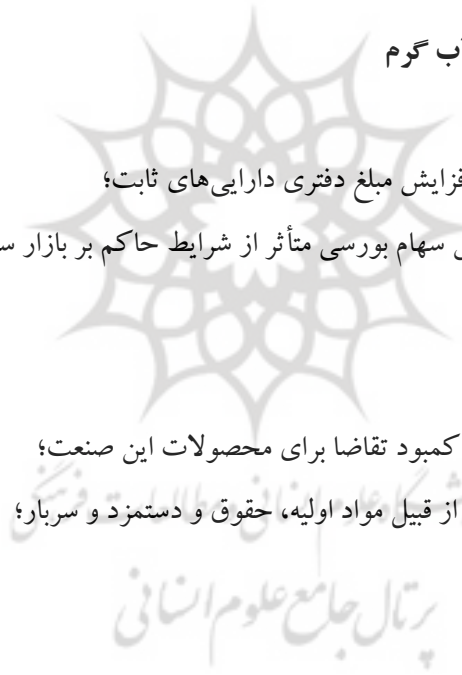 آب گرم
فزایش مبلغ دفتری دارایی‌های ثابت؛
سهام بورسی متأثر از شرایط حاکم بر بازار
کمبود تقاضا برای محصولات این صنعت؛
از قبیل مواد اولیه، حقوق و دستمزد و سربار؛
پرتال جامع علوم انسانی